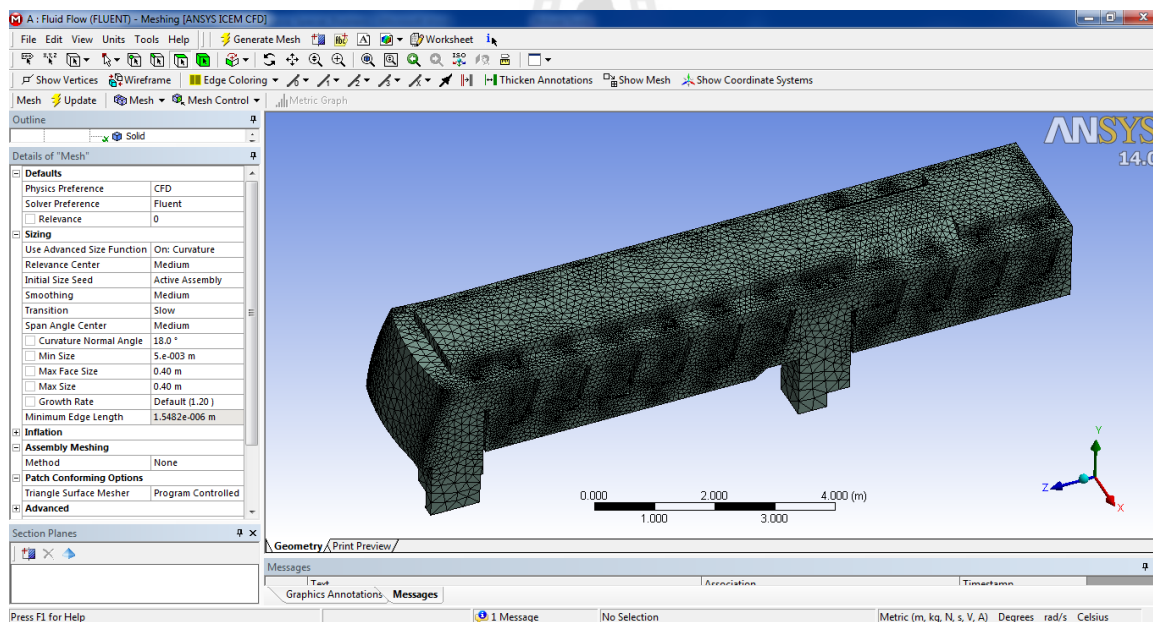 A : Fluid Flow (FLUENT) - Meshing [ANSYS ICEM CFD]
File Edit View Units Tools Help Generate Mesh A Worksheet
Show Vertices Wireframe Edge Coloring Thicken Annotations Show Mesh Show Coordinate Systems
Mesh Update Mesh Mesh Control Metric Graph
Outline
Solid
Details of "Mesh"
Defaults
Physics Preference CFD
Solver Preference Fluent
Relevance 0
Sizing
Use Advanced Size Function On: Curvature
Relevance Center Medium
Initial Size Seed Active Assembly
Smoothing Medium
Transition Slow
Span Angle Center Medium
Curvature Normal Angle 18.0 °
Min Size 5.e-003 m
Max Face Size 0.40 m
Max Size 0.40 m
Growth Rate Default (1.20 )
Minimum Edge Length 1.5482e-006 m
Inflation
Assembly Meshing
Method None
Patch Conforming Options
Triangle Surface Mesher Program Controlled
Advanced
Section Planes
ANSYS
14.0
0.000 2.000 4.000 (m)
1.000 3.000
Y
Z
X
Geometry Print Preview
Messages
Text Association Timestamp
Graphics Annotations Messages
Press F1 for Help 1 Message No Selection Metric (m, kg, N, s, V, A) Degrees rad/s Celsius